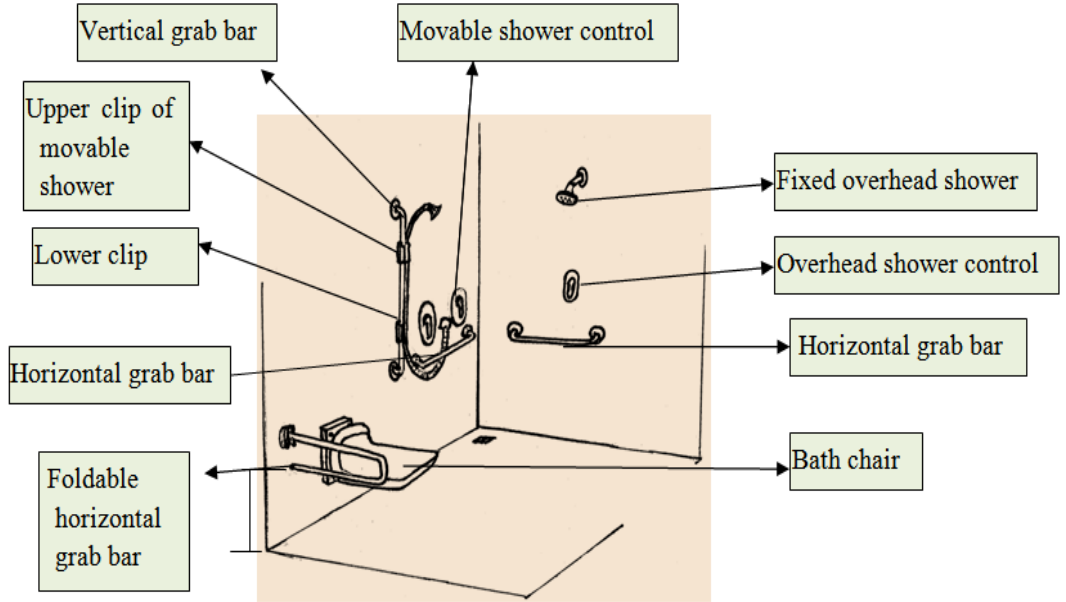 Vertical grab bar
Movable shower control
Upper clip of
movable
shower
Fixed overhead shower
Lower clip
Overhead shower control
Horizontal grab bar
Horizontal grab bar
Bath chair
Foldable
horizontal
grab bar